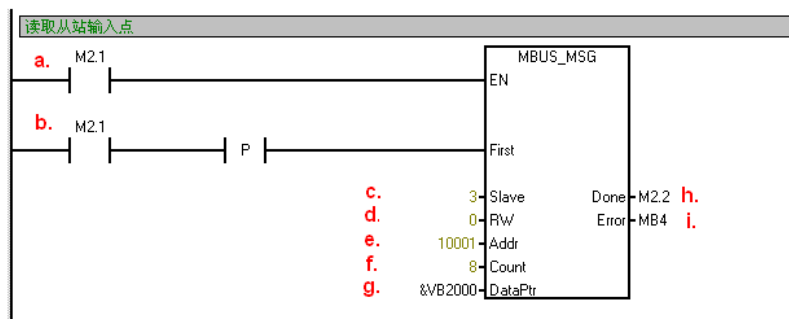 读取从站输入点
a. M2.1 MBUS_MSG
EN
b. M2.1
P First
c. 3 Slave Done M2.2 h.
d. 0 RW Error MB4 i.
e. 10001 Addr
f. 8 Count
g. &VB2000 DataPtr